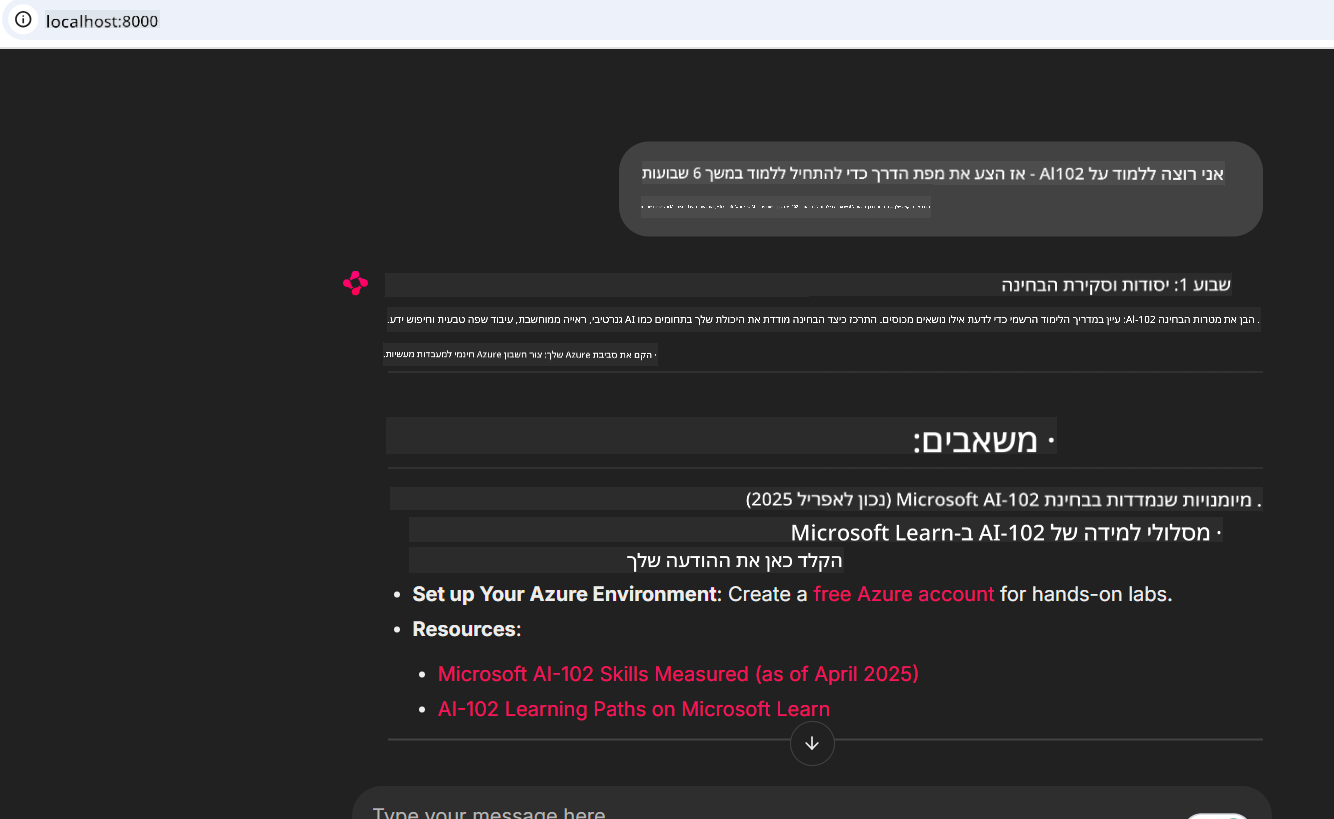 localhost:8000
אני רוצה ללמוד על AI102 - אז הצע את מפת הדרך כדי להתחיל ללמוד במשך 6 שבועות
שבוע 1: יסודות וסקירת הבחינה
. הבן את מטרות הבחינה AI-102: עיין במדריך הלימוד הרשמי כדי לדעת אילו נושאים מכוסים. התרכז כיצד הבחינה מודדת את היכולת שלך בתחומים כמו AI גנרטיבי, ראייה ממוחשבת, עיבוד שפה טבעית וחיפוש ידע.
· הקם את סביבת Azure שלך: צור חשבון Azure חינמי למעבדות מעשיות.
· משאבים:
. מיומנויות שנמדדות בבחינת Microsoft AI-102 (נכון לאפריל 2025)
· מסלולי למידה של AI-102 ב-Microsoft Learn
הקלד כאן את ההודעה שלך
• Set up Your Azure Environment: Create a free Azure account for hands-on labs.
• Resources:
• Microsoft AI-102 Skills Measured (as of April 2025)
• AI-102 Learning Paths on Microsoft Learn
Type your message here